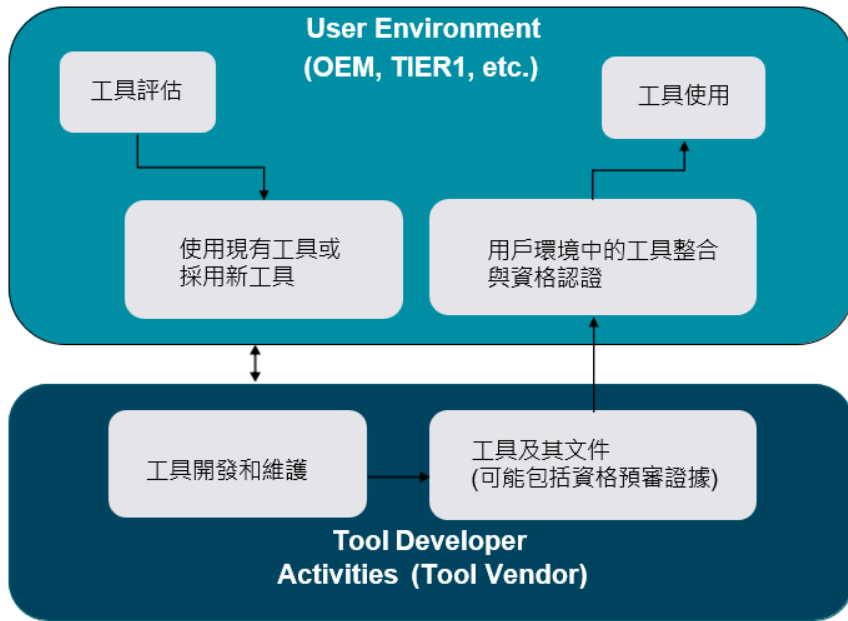 User Environment
(OEM, TIER1, etc.)
工具評估
工具使用
使用現有工具或
採用新工具
用戶環境中的工具整合
與資格認證
工具開發和維護
工具及其文件
(可能包括資格預審證據)
Tool Developer
Activities (Tool Vendor)